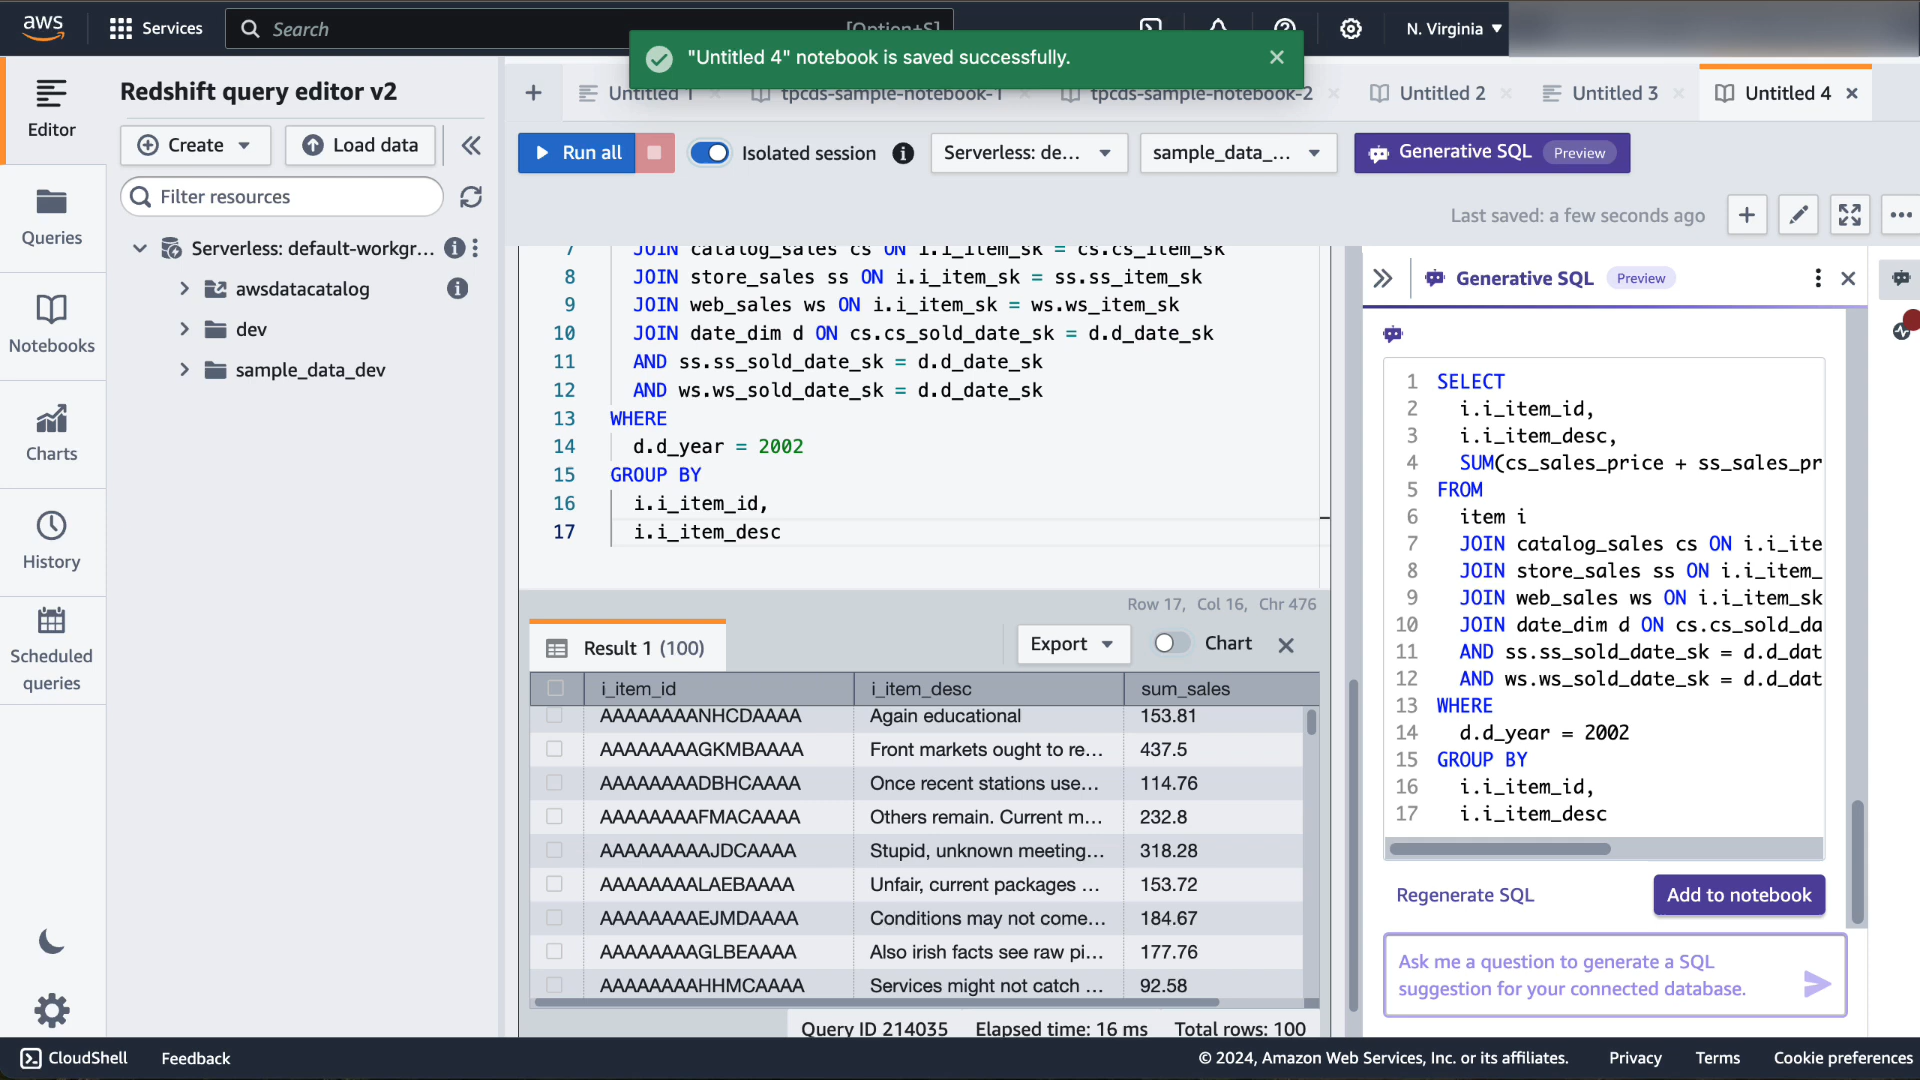 aws
Services
Search
[Option+S]
N. Virginia
"Untitled 4" notebook is saved successfully.
Editor
Queries
Notebooks
Charts
History
Scheduled
queries
Redshift query editor v2
Create
Load data
Filter resources
Serverless: default-workgr...
awsdatacatalog
dev
sample_data_dev
Untitled 1
tpcds-sample-notebook-1
tpcds-sample-notebook-2
Untitled 2
Untitled 3
Untitled 4
Run all
Isolated session
Serverless: de...
sample_data_...
Generative SQL Preview
Last saved: a few seconds ago
7 JOIN catalog_sales cs ON i.i_item_sk = cs.cs_item_sk
8 JOIN store_sales ss ON i.i_item_sk = ss.ss_item_sk
9 JOIN web_sales ws ON i.i_item_sk = ws.ws_item_sk
10 JOIN date_dim d ON cs.cs_sold_date_sk = d.d_date_sk
11 AND ss.ss_sold_date_sk = d.d_date_sk
12 AND ws.ws_sold_date_sk = d.d_date_sk
13 WHERE
14 d.d_year = 2002
15 GROUP BY
16 i.i_item_id,
17 i.i_item_desc
Row 17, Col 16, Chr 476
Result 1 (100)
Export
Chart
i_item_id i_item_desc sum_sales
AAAAAAAANHCDAAAA Again educational 153.81
AAAAAAAAGKMBAAAA Front markets ought to re... 437.5
AAAAAAAADBHCAAAA Once recent stations use... 114.76
AAAAAAAAFMACAAAA Others remain. Current m... 232.8
AAAAAAAAAJDCAAAA Stupid, unknown meeting... 318.28
AAAAAAAALAEBAAAA Unfair, current packages ... 153.72
AAAAAAAAEJMDAAAA Conditions may not come... 184.67
AAAAAAAAGLBEAAAA Also irish facts see raw pi... 177.76
AAAAAAAAHHMCAAAA Services might not catch ... 92.58
Query ID 214035 Elapsed time: 16 ms Total rows: 100
Generative SQL Preview
1 SELECT
2 i.i_item_id,
3 i.i_item_desc,
4 SUM(cs_sales_price + ss_sales_pr
5 FROM
6 item i
7 JOIN catalog_sales cs ON i.i_ite
8 JOIN store_sales ss ON i.i_item_
9 JOIN web_sales ws ON i.i_item_sk
10 JOIN date_dim d ON cs.cs_sold_da
11 AND ss.ss_sold_date_sk = d.d_dat
12 AND ws.ws_sold_date_sk = d.d_dat
13 WHERE
14 d.d_year = 2002
15 GROUP BY
16 i.i_item_id,
17 i.i_item_desc
Regenerate SQL
Add to notebook
Ask me a question to generate a SQL
suggestion for your connected database.
CloudShell
Feedback
© 2024, Amazon Web Services, Inc. or its affiliates.
Privacy
Terms
Cookie preferences